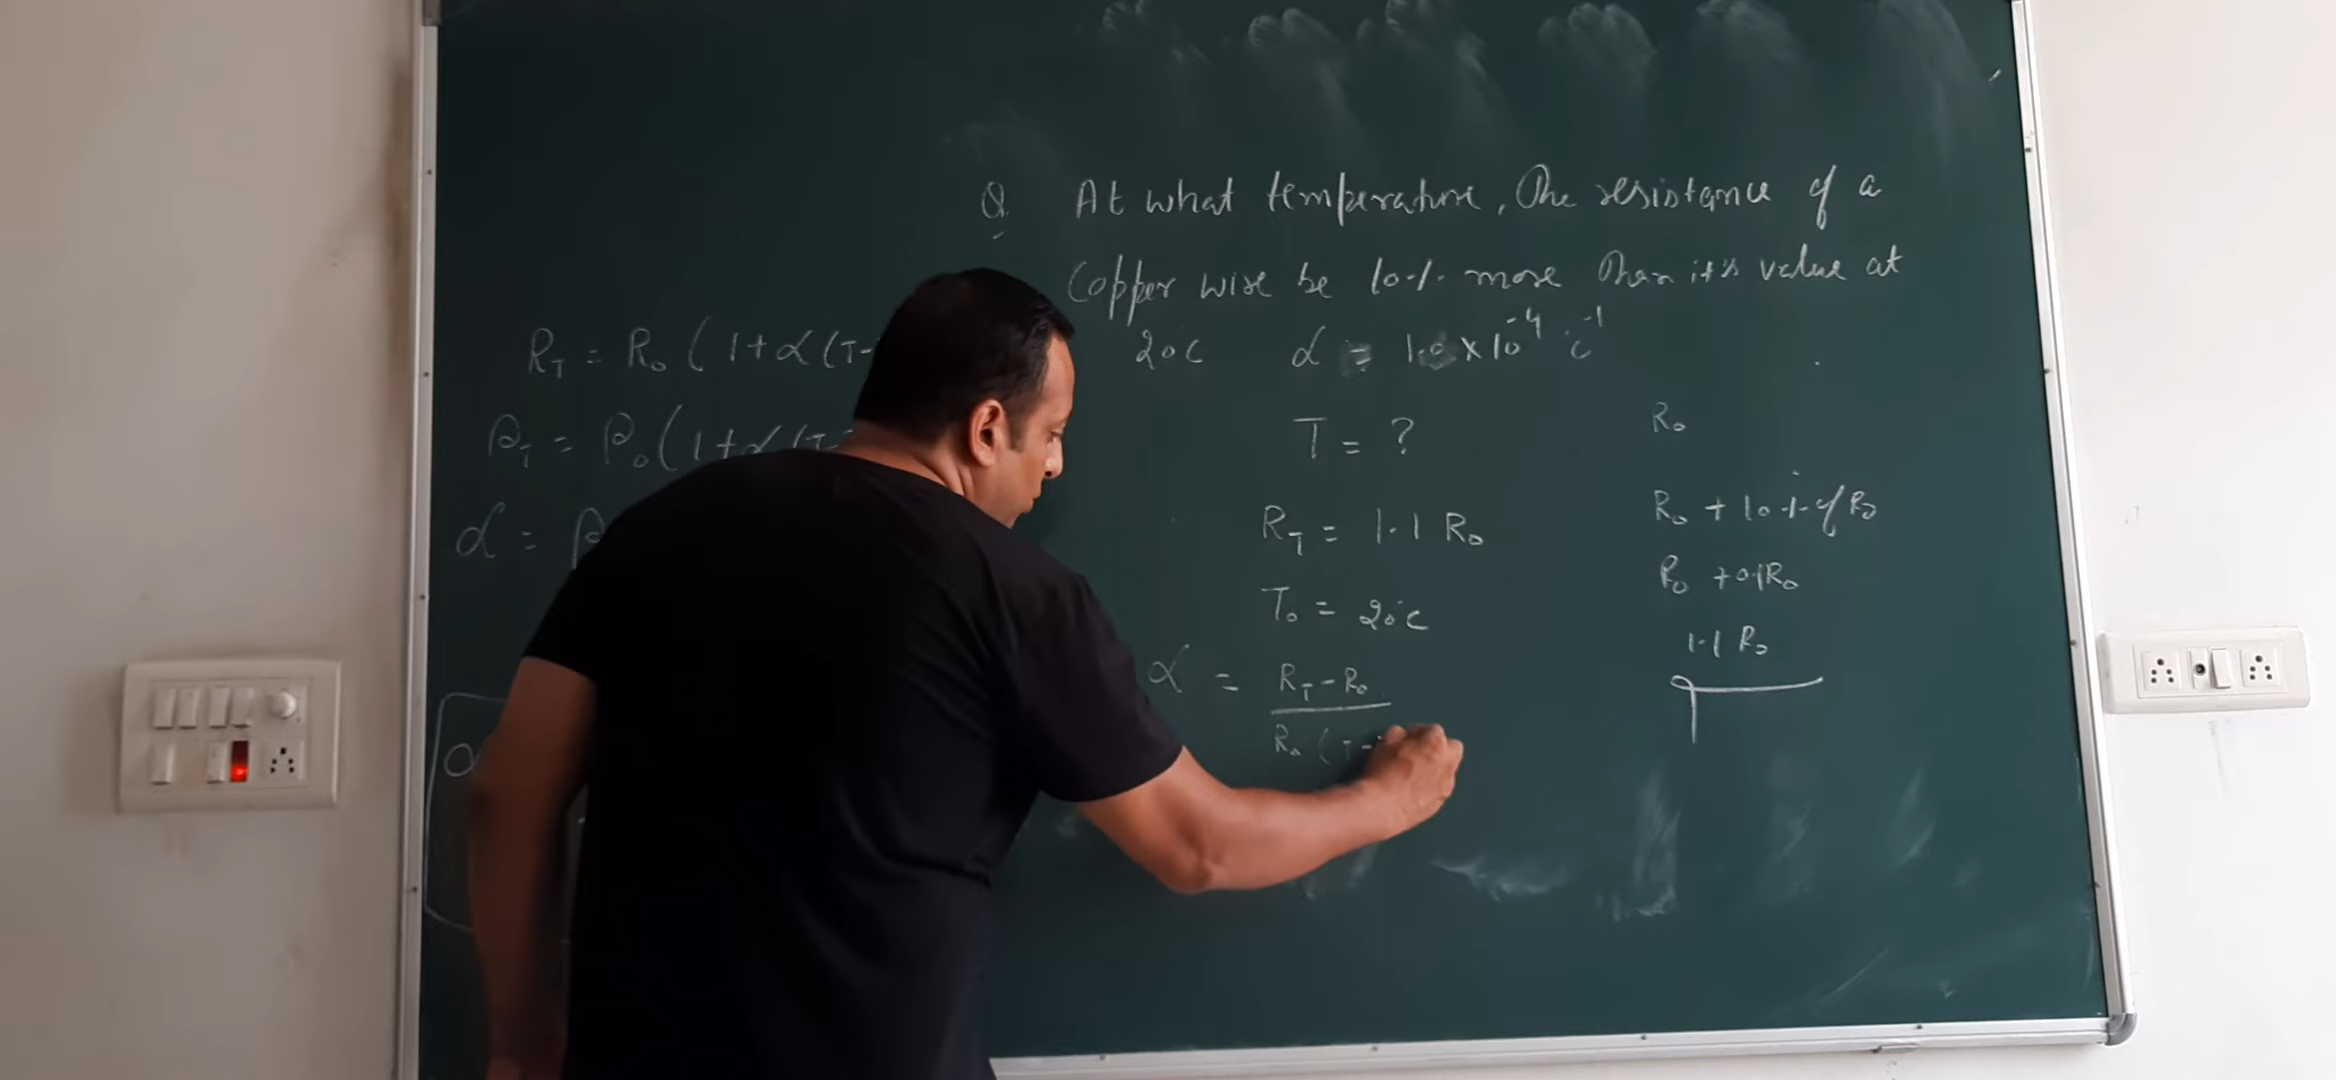 Q. At what temperature, the resistance of a
Copper wire be 10% more than it's value at
20c α = 1.0 × 10⁻⁴ °c⁻¹
T = ?
R_T = 1.1 R₀
T₀ = 20°c
α = R_T - R₀
R₀ (T-
R₀
R₀ + 10% of R₀
R₀ + 0.1R₀
1.1 R₀
R_T = R₀ (1+α(T-
ρ_T = ρ₀(1+α(T-
α = ρ
α